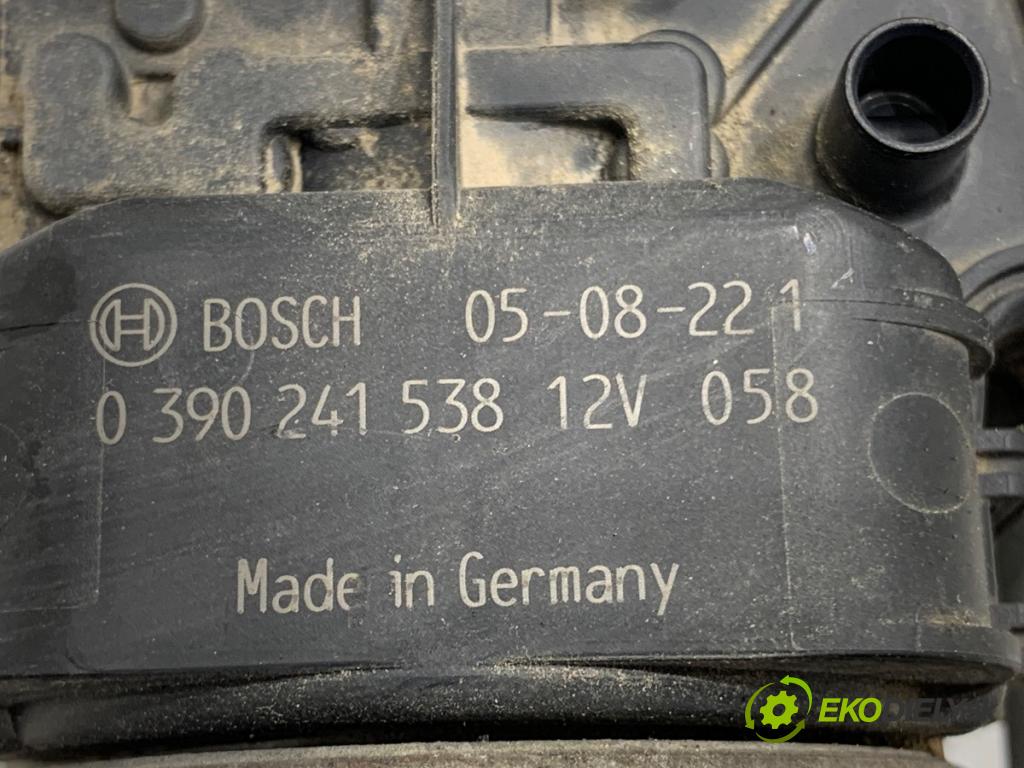 BOSCH 05-08-22 1
0 390 241 538 12V 058
Made in Germany
EKODIELY